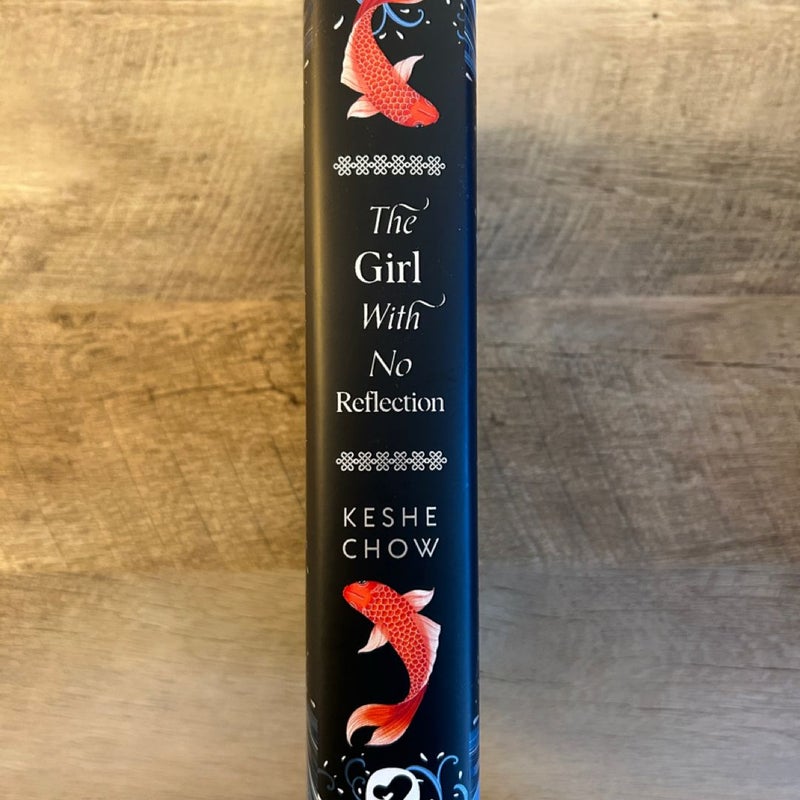 The
Girl
With
No
Reflection
KESHE
CHOW